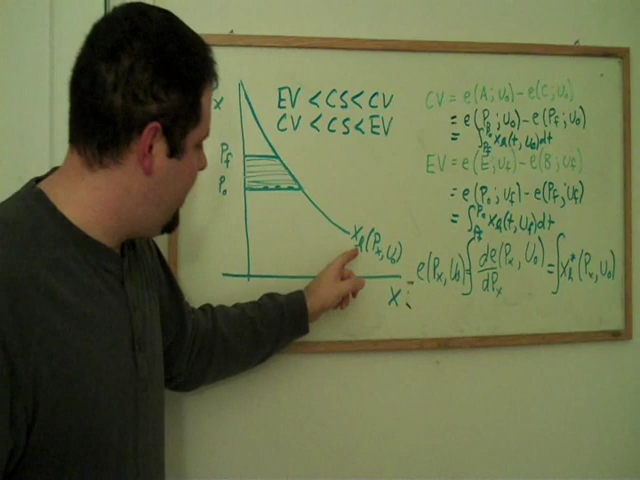 x
EV < CS < CV
CV < CS < EV
Pf
P₀
Xh(Px, U₀)
X
CV = e(A; U₀) - e(C; U₀)
= e(P₀; U₀) - e(Pf; U₀)
= ∫ Xh(t, U₀)dt
EV = e(E; Uf) - e(B; Uf)
= e(P₀; Uf) - e(Pf; Uf)
= ∫ Xh(t, Uf)dt
e(Px, U₀) ∫ de(Px, U₀)/dPx = ∫ Xh*(Px, U₀)